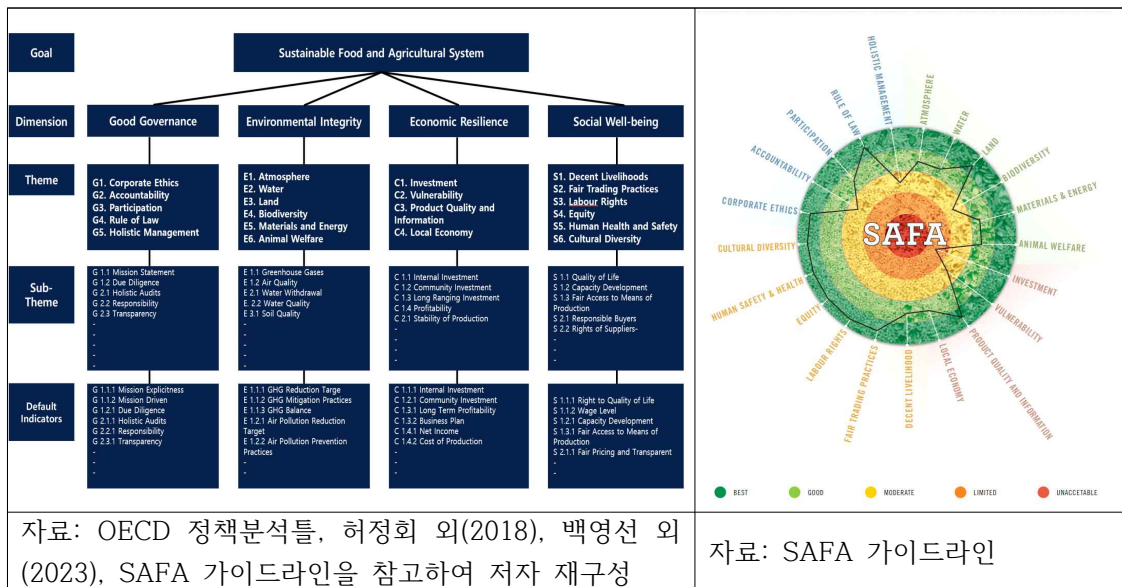 Goal
Sustainable Food and Agricultural System
Dimension
Good Governance
Environmental Integrity
Economic Resilience
Social Well-being
Theme
G1. Corporate Ethics
G2. Accountability
G3. Participation
G4. Rule of Law
G5. Holistic Management
E1. Atmosphere
E2. Water
E3. Land
E4. Biodiversity
E5. Materials and Energy
E6. Animal Welfare
C1. Investment
C2. Vulnerability
C3. Product Quality and
Information
C4. Local Economy
S1. Decent Livelihoods
S2. Fair Trading Practices
S3. Labour Rights
S4. Equity
S5. Human Health and Safety
S6. Cultural Diversity
Sub-
Theme
G 1.1 Mission Statement
G 1.2 Due Diligence
G 2.1 Holistic Audits
G 2.2 Responsibility
G 2.3 Transparency
-
-
-
-
-
E 1.1 Greenhouse Gases
E 1.2 Air Quality
E 2.1 Water Withdrawal
E. 2.2 Water Quality
E 3.1 Soil Quality
-
-
-
-
C 1.1 Internal Investment
C 1.2 Community Investment
C 1.3 Long Ranging Investment
C 1.4 Profitability
C 2.1 Stability of Production
-
-
-
-
S 1.1 Quality of Life
S 1.2 Capacity Development
S 1.3 Fair Access to Means of
Production
S 2.1 Responsible Buyers
S 2.2 Rights of Suppliers-
-
-
-
Default
Indicators
G 1.1.1 Mission Explicitness
G 1.1.2 Mission Driven
G 1.2.1 Due Diligence
G 2.1.1 Holistic Audits
G 2.2.1 Responsibility
G 2.3.1 Transparency
-
-
-
E 1.1.1 GHG Reduction Targe
E 1.1.2 GHG Mitigation Practices
E 1.1.3 GHG Balance
E 1.2.1 Air Pollution Reduction
Target
E 1.2.2 Air Pollution Prevention
Practices
-
-
C 1.1.1 Internal Investment
C 1.2.1 Community Investment
C 1.3.1 Long Term Profitability
C 1.3.2 Business Plan
C 1.4.1 Net Income
C 1.4.2 Cost of Production
-
-
-
S 1.1.1 Right to Quality of Life
S 1.1.2 Wage Level
S 1.2.1 Capacity Development
S 1.3.1 Fair Access to Means of
Production
S 2.1.1 Fair Pricing and Transparent
-
-
HOLISTIC MANAGEMENT
ATMOSPHERE
WATER
LAND
BIODIVERSITY
MATERIALS & ENERGY
ANIMAL WELFARE
INVESTMENT
VULNERABILITY
PRODUCT QUALITY AND INFORMATION
LOCAL ECONOMY
DECENT LIVELIHOOD
FAIR TRADING PRACTICES
LABOUR RIGHTS
EQUITY
HUMAN SAFETY & HEALTH
CULTURAL DIVERSITY
CORPORATE ETHICS
ACCOUNTABILITY
PARTICIPATION
RULE OF LAW
SAFA
BEST
GOOD
MODERATE
LIMITED
UNACCETABLE
자료: OECD 정책분석틀, 허정회 외(2018), 백영선 외
(2023), SAFA 가이드라인을 참고하여 저자 재구성
자료: SAFA 가이드라인